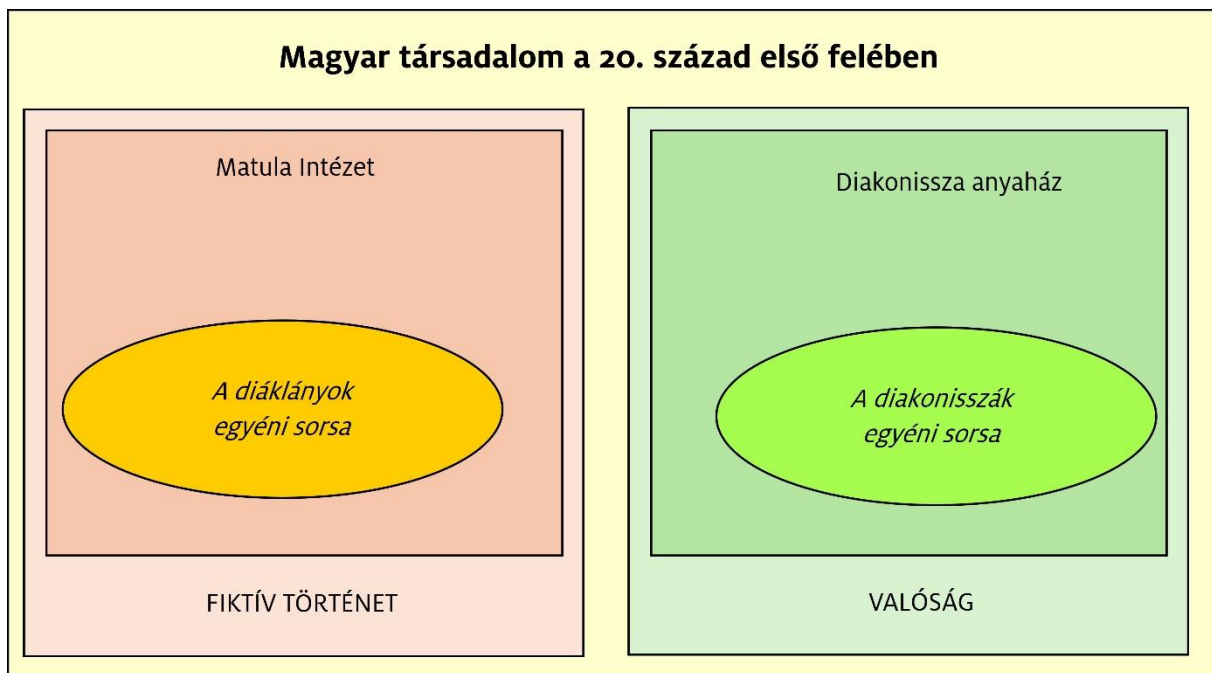 Magyar társadalom a 20. század első felében
Matula Intézet
A diáklányok
egyéni sorsa
FIKTÍV TÖRTÉNET
Diakonissza anyaház
A diakonisszák
egyéni sorsa
VALÓSÁG